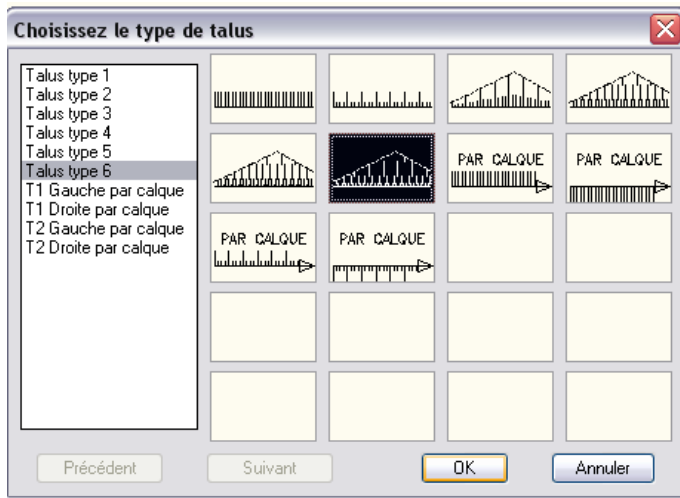 Choisissez le type de talus
Talus type 1
Talus type 2
Talus type 3
Talus type 4
Talus type 5
Talus type 6
T1 Gauche par calque
T1 Droite par calque
T2 Gauche par calque
T2 Droite par calque
PAR CALQUE
PAR CALQUE
PAR CALQUE
PAR CALQUE
Précédent
Suivant
OK
Annuler